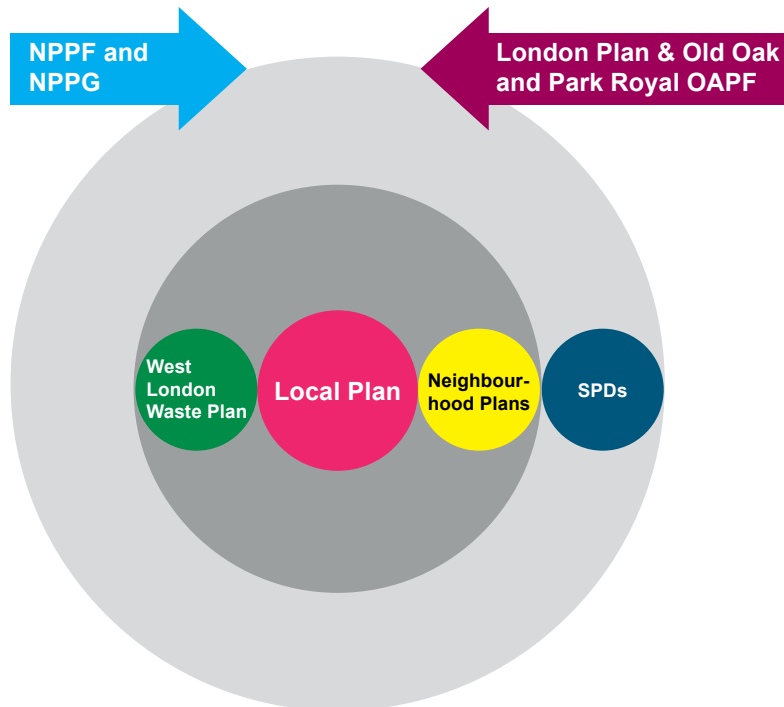 NPPF and
NPPG
London Plan & Old Oak
and Park Royal OAPF
West
London
Waste Plan
Local Plan
Neighbour-
hood Plans
SPDs